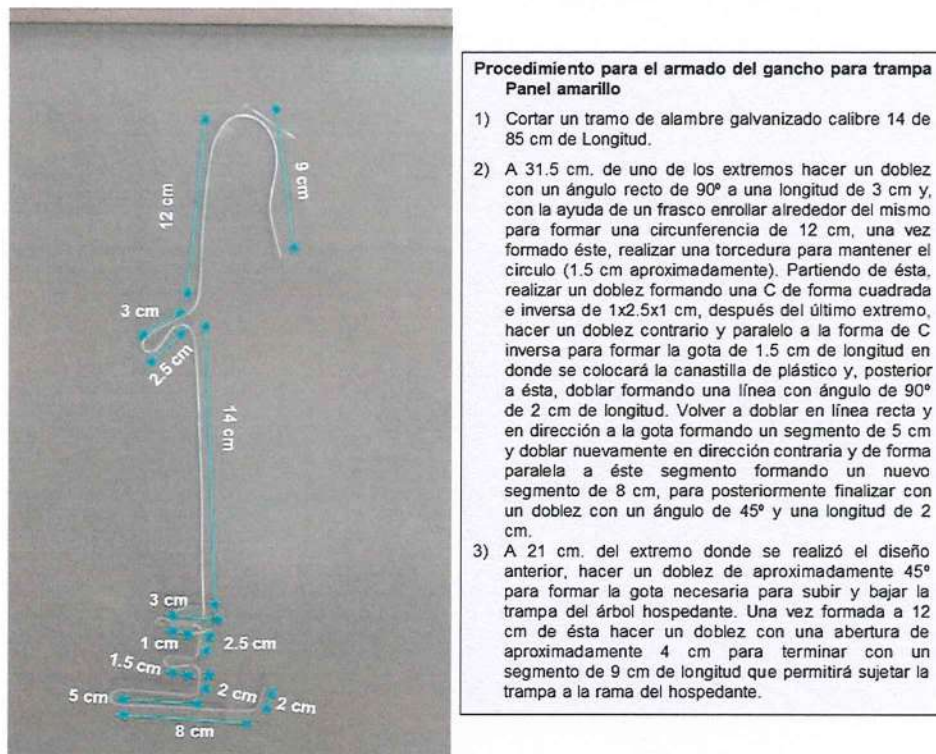 12 cm
9 cm
3 cm
2.5 cm
14 cm
3 cm
1 cm
2.5 cm
1.5 cm
2 cm
2 cm
5 cm
8 cm
Procedimiento para el armado del gancho para trampa
Panel amarillo
1) Cortar un tramo de alambre galvanizado calibre 14 de
85 cm de Longitud.
2) A 31.5 cm. de uno de los extremos hacer un doblez
con un ángulo recto de 90º a una longitud de 3 cm y,
con la ayuda de un frasco enrollar alrededor del mismo
para formar una circunferencia de 12 cm, una vez
formado éste, realizar una torcedura para mantener el
circulo (1.5 cm aproximadamente). Partiendo de ésta,
realizar un doblez formando una C de forma cuadrada
e inversa de 1x2.5x1 cm, después del último extremo,
hacer un doblez contrario y paralelo a la forma de C
inversa para formar la gota de 1.5 cm de longitud en
donde se colocará la canastilla de plástico y, posterior
a ésta, doblar formando una línea con ángulo de 90º
de 2 cm de longitud. Volver a doblar en línea recta y
en dirección a la gota formando un segmento de 5 cm
y doblar nuevamente en dirección contraria y de forma
paralela a éste segmento formando un nuevo
segmento de 8 cm, para posteriormente finalizar con
un doblez con un ángulo de 45º y una longitud de 2
cm.
3) A 21 cm. del extremo donde se realizó el diseño
anterior, hacer un doblez de aproximadamente 45º
para formar la gota necesaria para subir y bajar la
trampa del árbol hospedante. Una vez formada a 12
cm de ésta hacer un doblez con una abertura de
aproximadamente 4 cm para terminar con un
segmento de 9 cm de longitud que permitirá sujetar la
trampa a la rama del hospedante.